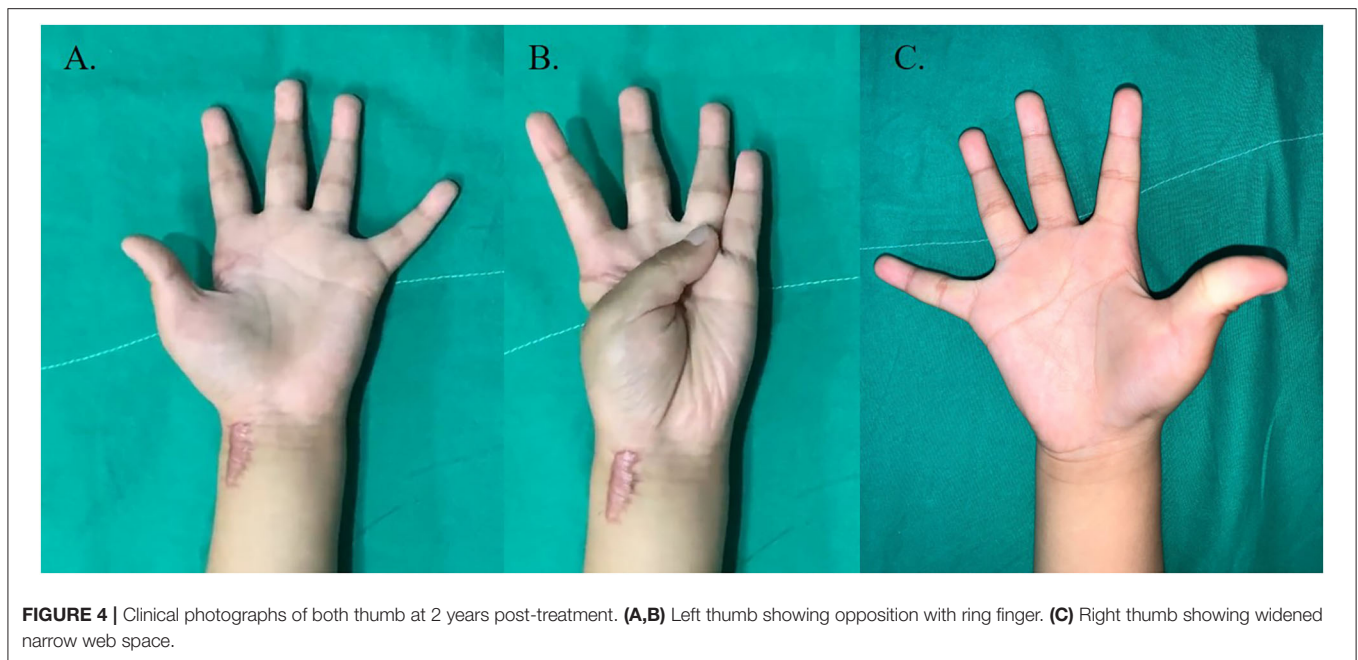 A.
B.
C.
FIGURE 4 | Clinical photographs of both thumb at 2 years post-treatment. (A,B) Left thumb showing opposition with ring finger. (C) Right thumb showing widened
narrow web space.